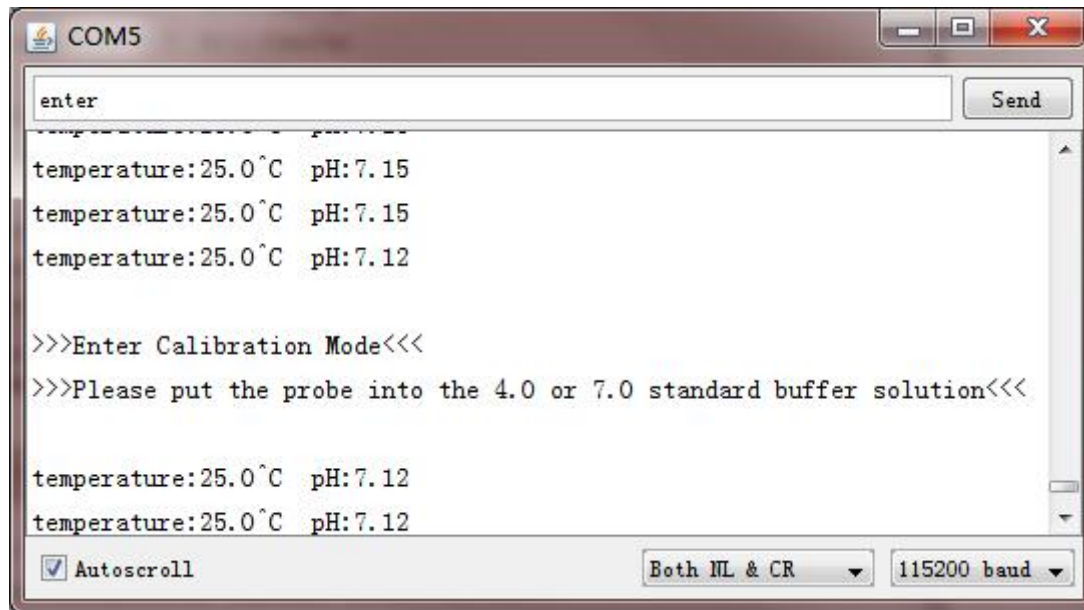 COM5
enter
Send
temperature:25.0^C  pH:7.15
temperature:25.0^C  pH:7.15
temperature:25.0^C  pH:7.12
>>>Enter Calibration Mode<<<
>>>Please put the probe into the 4.0 or 7.0 standard buffer solution<<<
temperature:25.0^C  pH:7.12
temperature:25.0^C  pH:7.12
Autoscroll
Both NL & CR
115200 baud